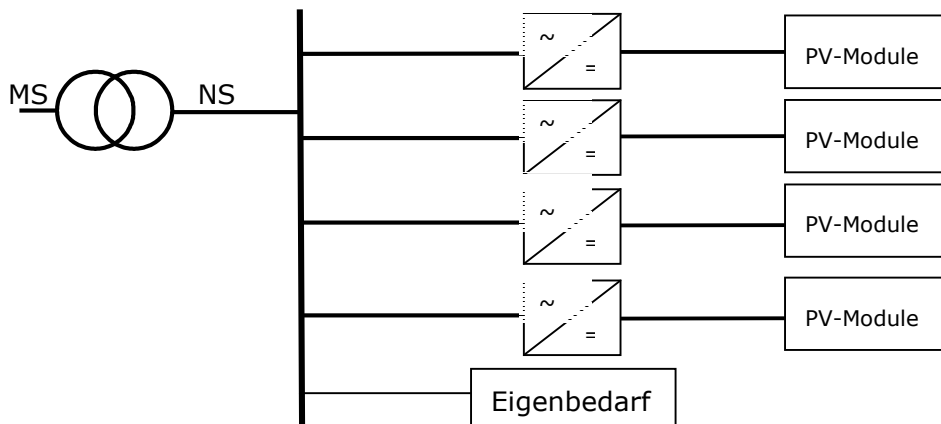 MS
NS
~
=
PV-Module
~
=
PV-Module
~
=
PV-Module
~
=
PV-Module
Eigenbedarf